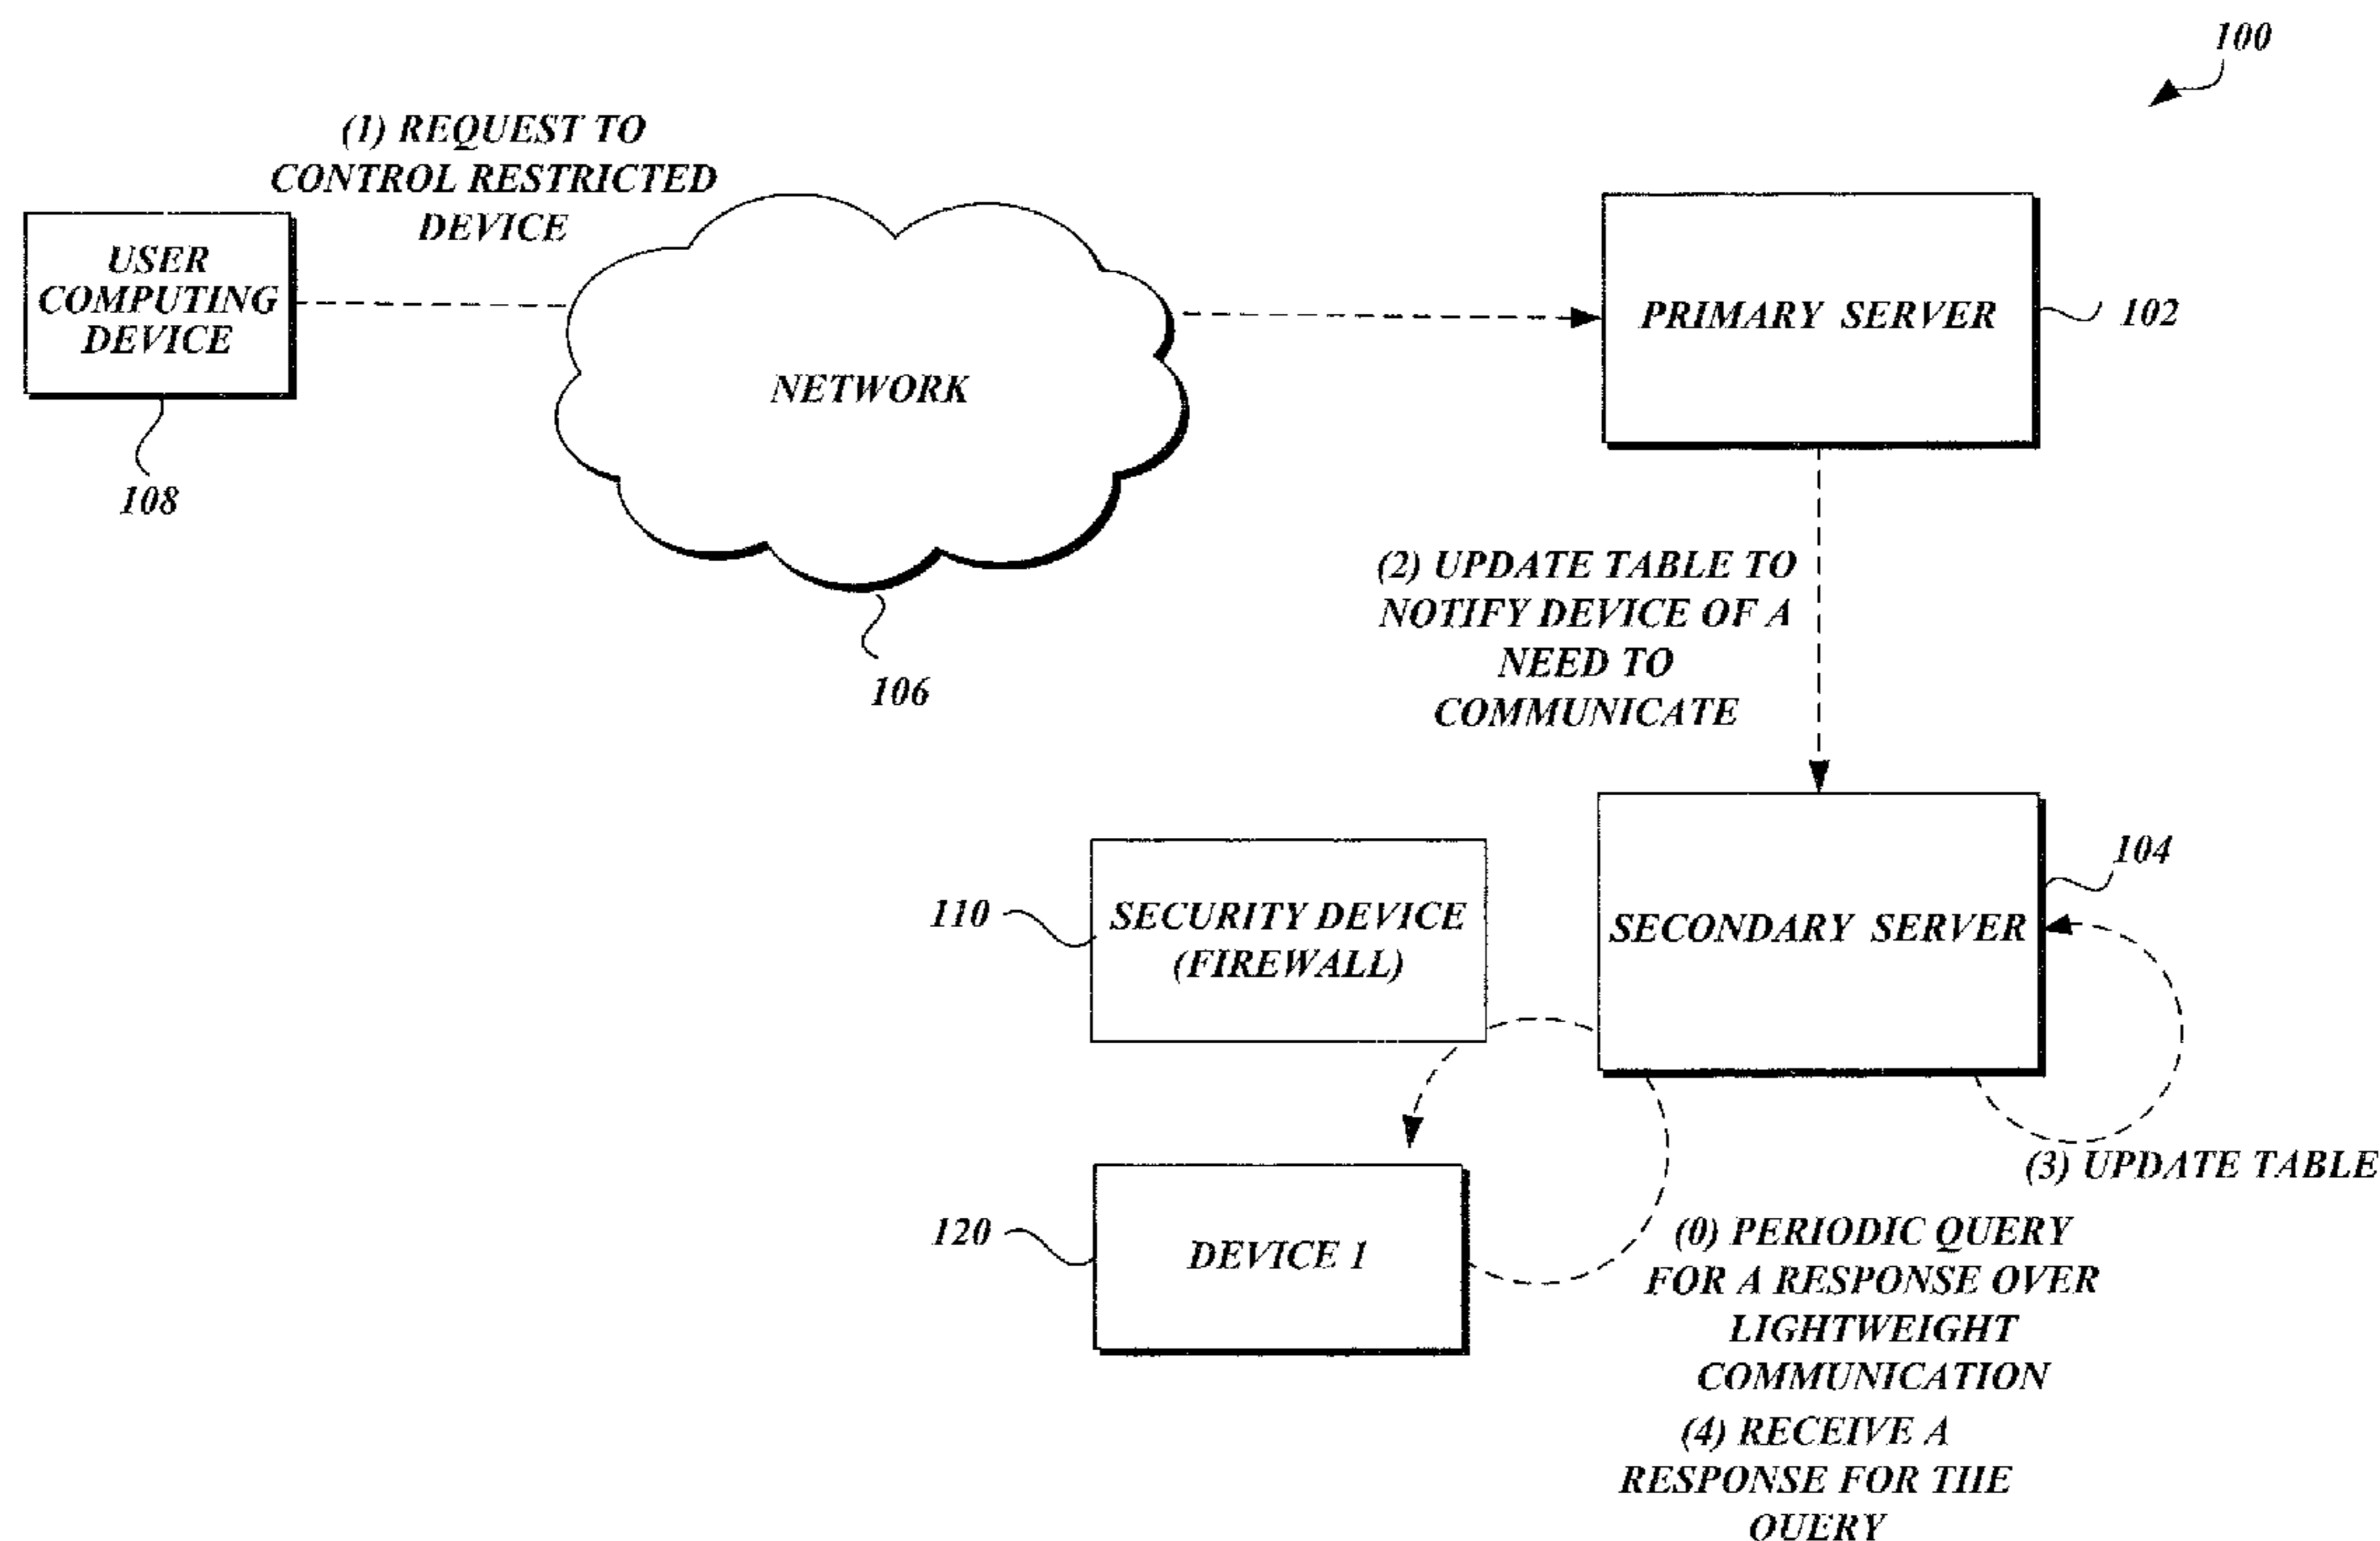 100
(1) REQUEST TO
CONTROL RESTRICTED
DEVICE
USER
COMPUTING
DEVICE
108
NETWORK
106
PRIMARY SERVER
102
(2) UPDATE TABLE TO
NOTIFY DEVICE OF A
NEED TO
COMMUNICATE
SECURITY DEVICE
(FIREWALL)
110
SECONDARY SERVER
104
(3) UPDATE TABLE
DEVICE 1
120
(0) PERIODIC QUERY
FOR A RESPONSE OVER
LIGHTWEIGHT
COMMUNICATION
(4) RECEIVE A
RESPONSE FOR THE
QUERY